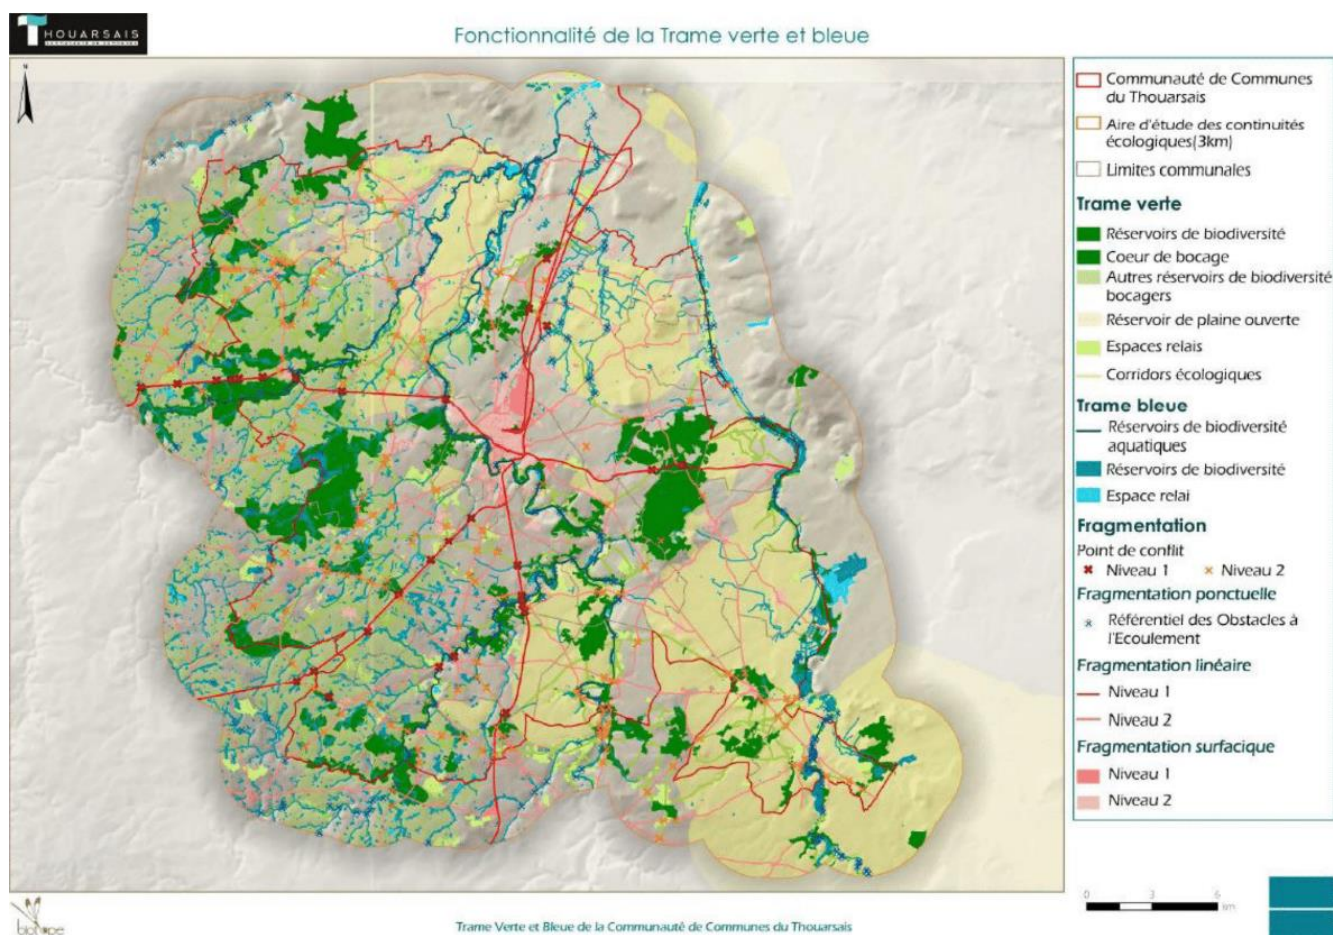 THOUARSAIS
Fonctionnalité de la Trame verte et bleue
N
Communauté de Communes
du Thouarsais
Aire d'étude des continuités
écologiques(3km)
Limites communales
Trame verte
Réservoirs de biodiversité
Coeur de bocage
Autres réservoirs de biodiversité
bocagers
Réservoir de plaine ouverte
Espaces relais
Corridors écologiques
Trame bleue
Réservoirs de biodiversité
aquatiques
Réservoirs de biodiversité
Espace relai
Fragmentation
Point de conflit
Niveau 1 Niveau 2
Fragmentation ponctuelle
Référentiel des Obstacles à
l'Ecoulement
Fragmentation linéaire
Niveau 1
Niveau 2
Fragmentation surfacique
Niveau 1
Niveau 2
0 3 6
km
biotope
Trame Verte et Bleue de la Communauté de Communes du Thouarsais